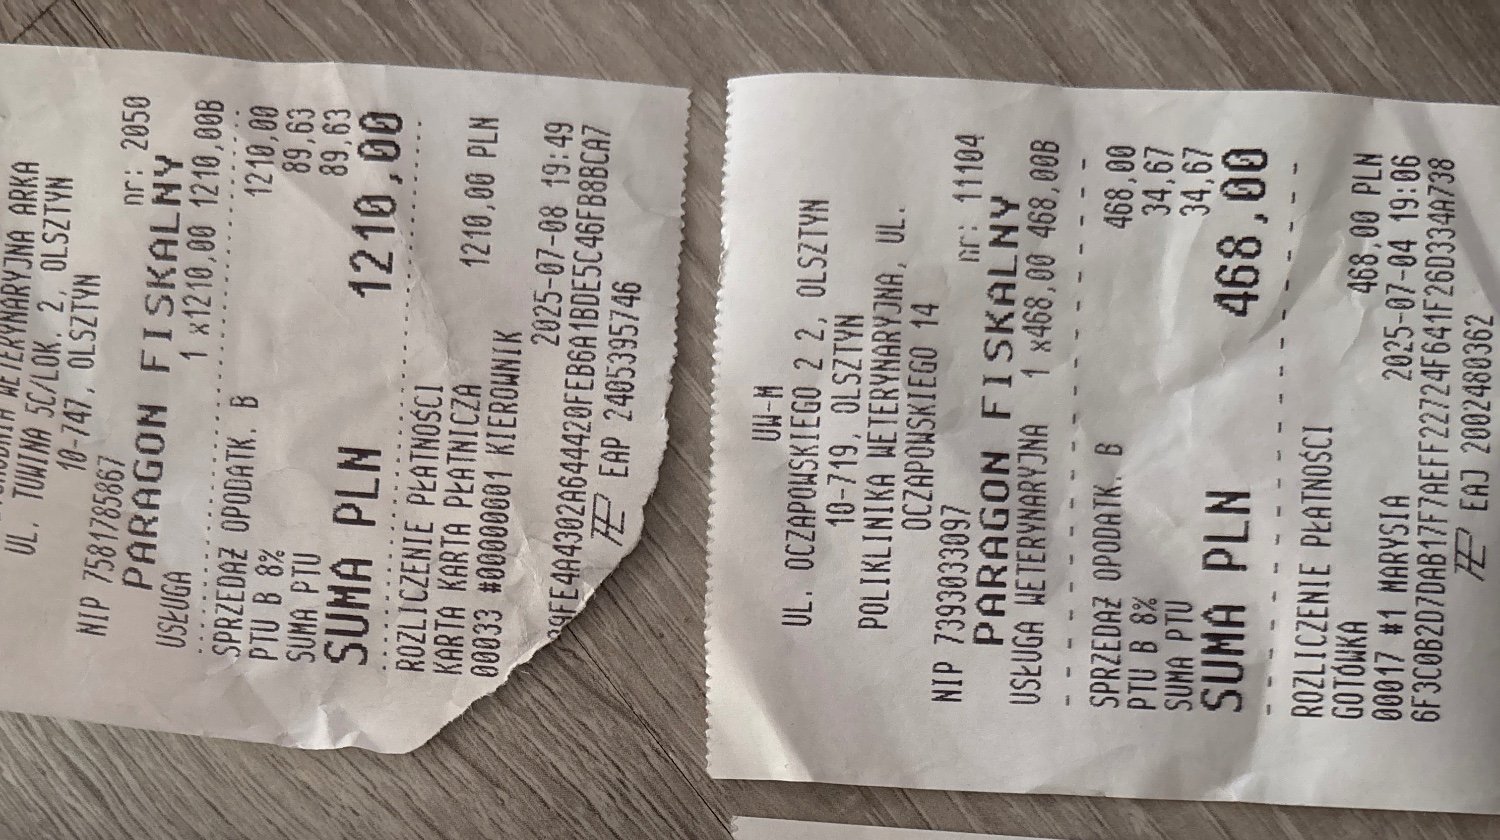 WETERYNARYJNA ARKA
UL. TUWIMA 5C/LOK. 2, OLSZTYN
10-747, OLSZTYN
NIP 7581785867 nr: 2050
PARAGON FISKALNY
USŁUGA 1 x1210,00 1210,00B
SPRZEDAŻ OPODATK. B 1210,00
PTU B 8% 89,63
SUMA PTU 89,63
SUMA PLN 1210,00
ROZLICZENIE PŁATNOŚCI
KARTA KARTA PŁATNICZA 1210,00 PLN
00033 #00000001 KIEROWNIK 2025-07-08 19:49
99FE4A4302A644420FEB6A1BDE5C46FB8BCA7
EAP 2405395746
UW-M
UL. OCZAPOWSKIEGO 2 2, OLSZTYN
10-719, OLSZTYN
POLIKLINIKA WETERYNARYJNA, UL.
OCZAPOWSKIEGO 14
NIP 7393033097 nr: 11104
PARAGON FISKALNY
USŁUGA WETERYNARYJNA 1 x468,00 468,00B
SPRZEDAŻ OPODATK. B 468,00
PTU B 8% 34,67
SUMA PTU 34,67
SUMA PLN 468,00
ROZLICZENIE PŁATNOŚCI
GOTÓWKA 468,00 PLN
00017 #1 MARYSIA 2025-07-04 19:06
6F3C0B2D7DAB17F7AEFF22724F641F26D334A738
EAJ 2002480362